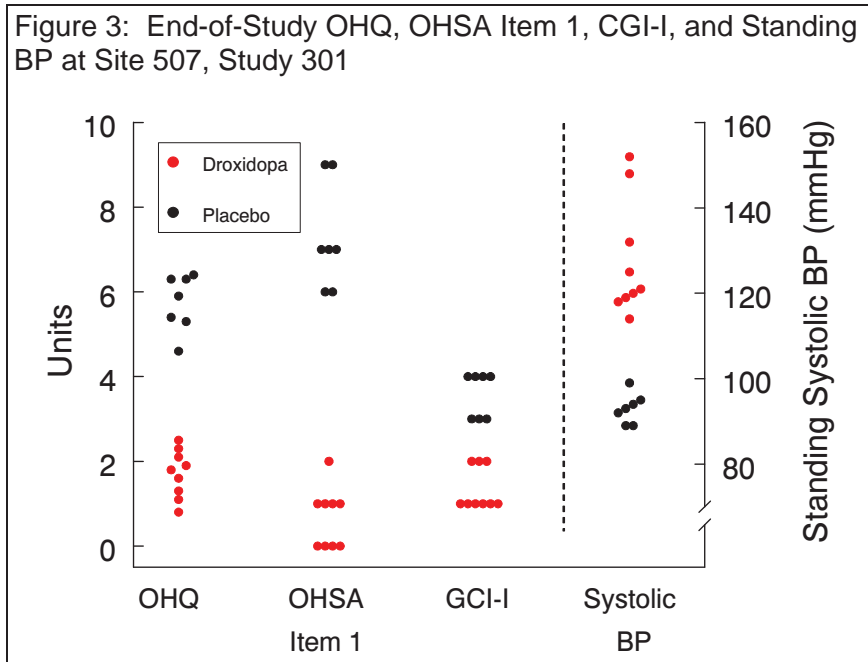 Figure 3: End-of-Study OHQ, OHSA Item 1, CGI-I, and Standing
BP at Site 507, Study 301
Droxidopa
Placebo
Units
10
8
6
4
2
0
160
140
120
100
80
Standing Systolic BP (mmHg)
OHQ
OHSA
Item 1
GCI-I
Systolic
BP